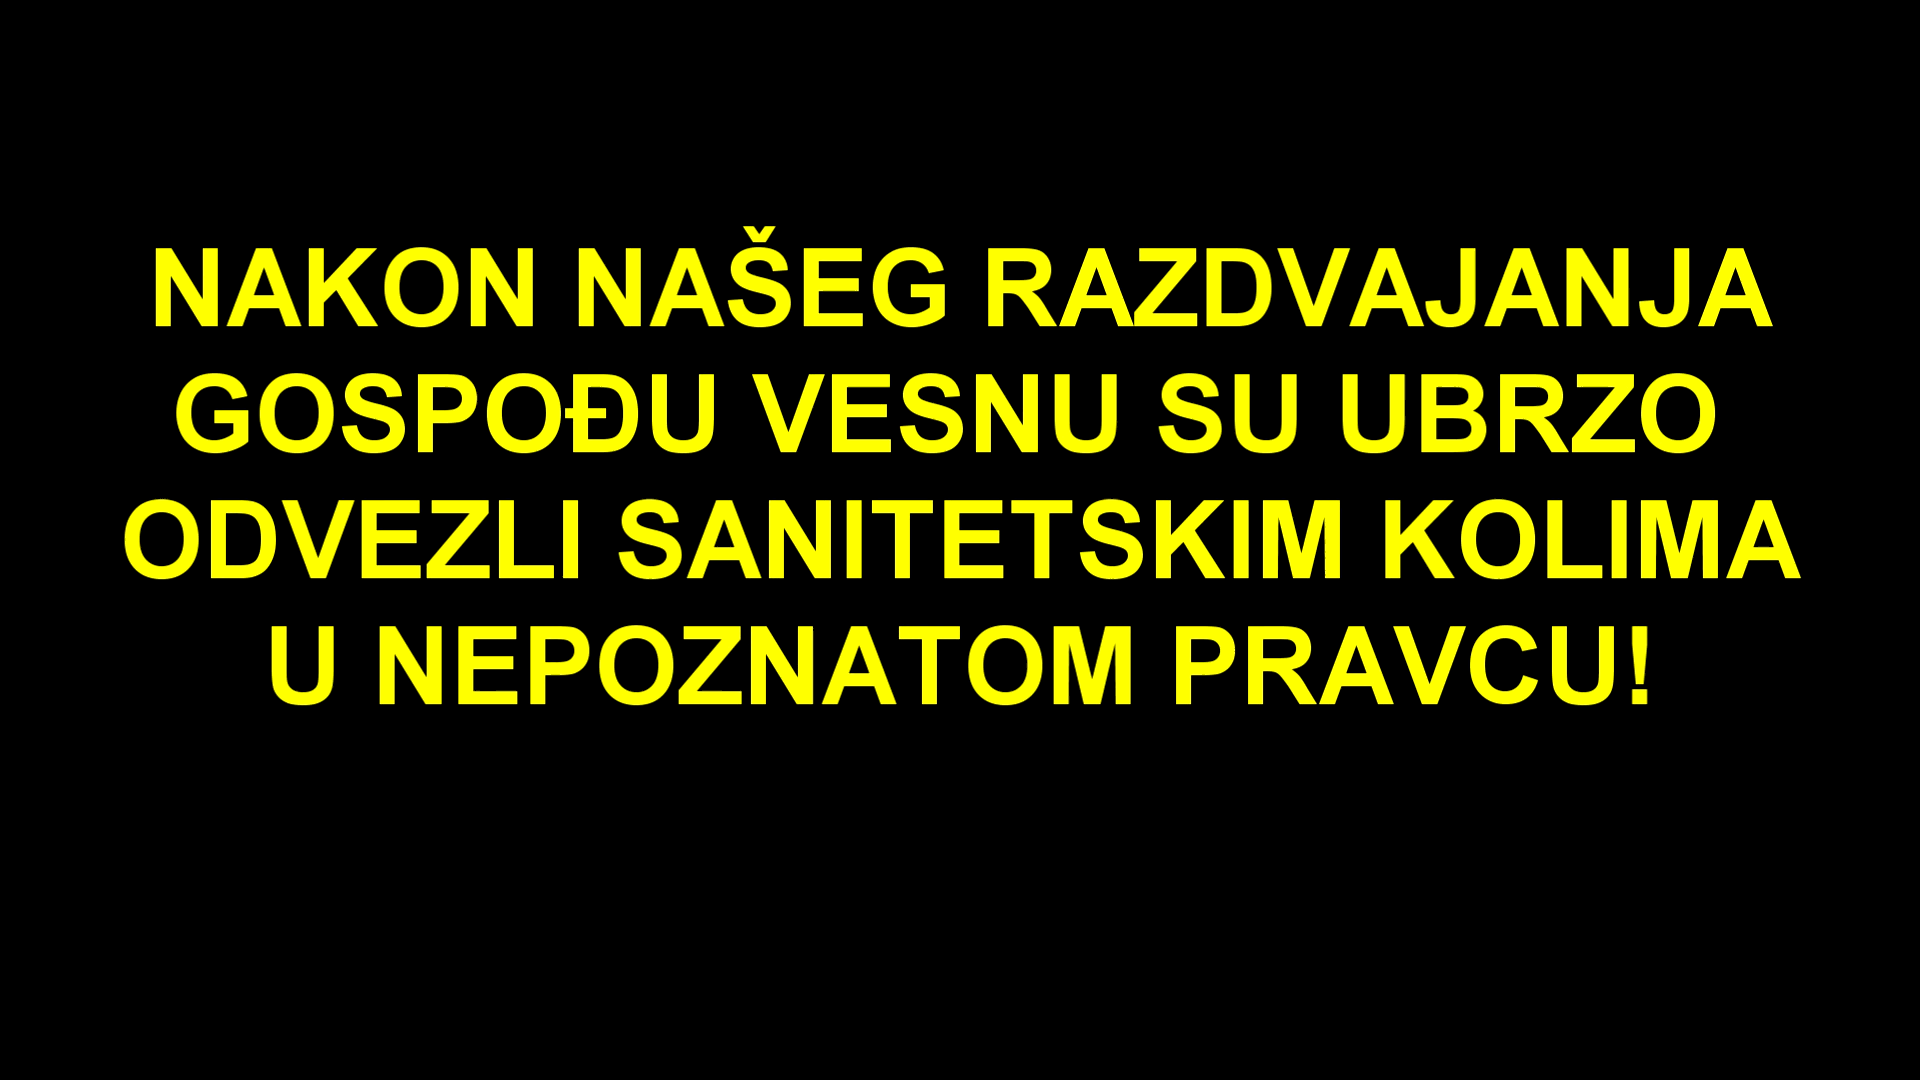 NAKON NAŠEG RAZDVAJANJA
GOSPOĐU VESNU SU UBRZO
ODVEZLI SANITETSKIM KOLIMA
U NEPOZNATOM PRAVCU!